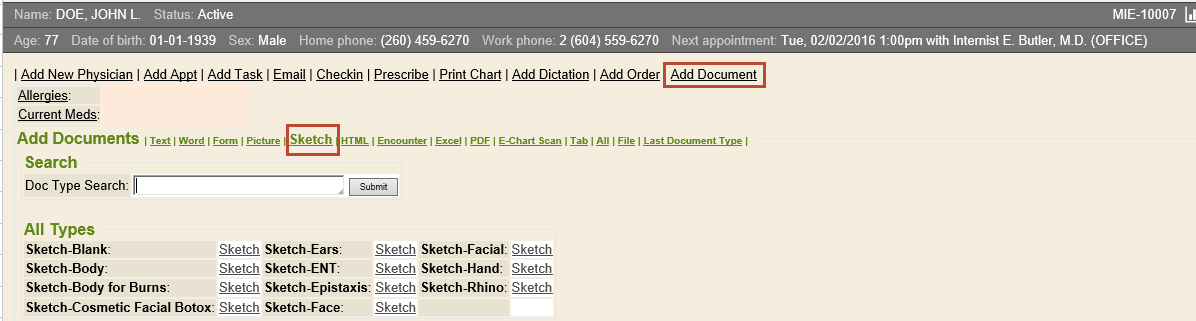 Name: DOE, JOHN L. Status: Active MIE-10007
Age: 77 Date of birth: 01-01-1939 Sex: Male Home phone: (260) 459-6270 Work phone: 2 (604) 559-6270 Next appointment: Tue, 02/02/2016 1:00pm with Internist E. Butler, M.D. (OFFICE)
| Add New Physician | Add Appt | Add Task | Email | Checkin | Prescribe | Print Chart | Add Dictation | Add Order | Add Document
Allergies:
Current Meds:
Add Documents | Text | Word | Form | Picture | Sketch | HTML | Encounter | Excel | PDF | E-Chart Scan | Tab | All | File | Last Document Type |
Search
Doc Type Search: Submit
All Types
Sketch-Blank: Sketch Sketch-Ears: Sketch Sketch-Facial: Sketch
Sketch-Body: Sketch Sketch-ENT: Sketch Sketch-Hand: Sketch
Sketch-Body for Burns: Sketch Sketch-Epistaxis: Sketch Sketch-Rhino: Sketch
Sketch-Cosmetic Facial Botox: Sketch Sketch-Face: Sketch